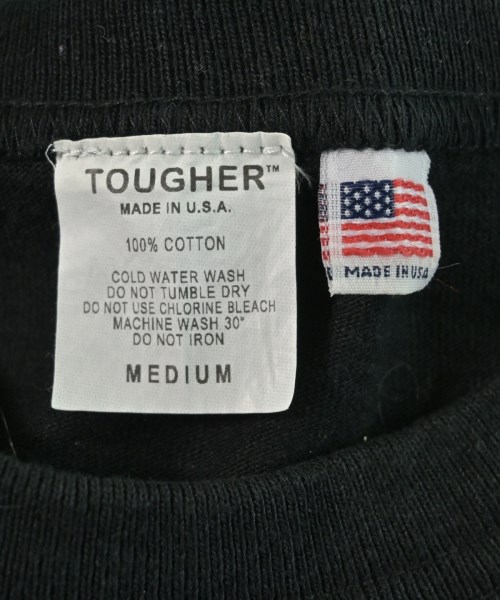 TOUGHER™
MADE IN U.S.A.
100% COTTON
COLD WATER WASH
DO NOT TUMBLE DRY
DO NOT USE CHLORINE BLEACH
MACHINE WASH 30°
DO NOT IRON
MEDIUM
MADE IN USA